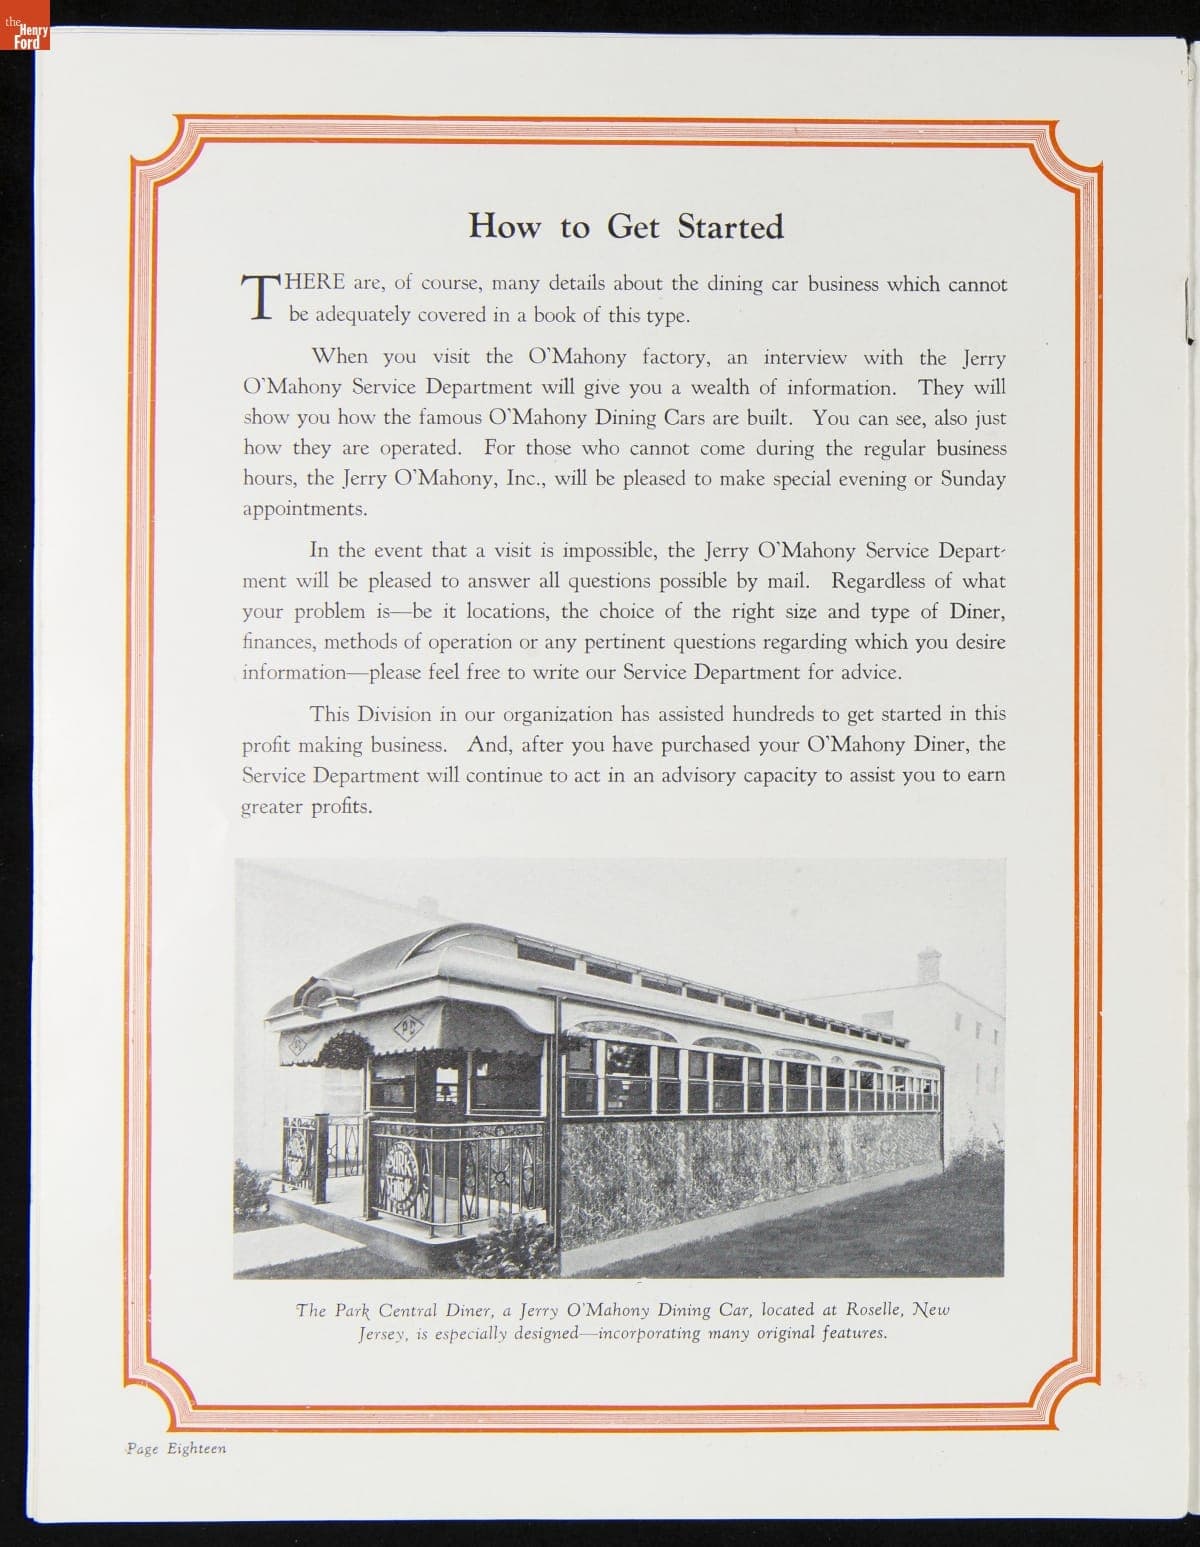 the
Henry
Ford
How to Get Started
THERE are, of course, many details about the dining car business which cannot
be adequately covered in a book of this type.
When you visit the O'Mahony factory, an interview with the Jerry
O'Mahony Service Department will give you a wealth of information. They will
show you how the famous O'Mahony Dining Cars are built. You can see, also just
how they are operated. For those who cannot come during the regular business
hours, the Jerry O'Mahony, Inc., will be pleased to make special evening or Sunday
appointments.
In the event that a visit is impossible, the Jerry O'Mahony Service Depart-
ment will be pleased to answer all questions possible by mail. Regardless of what
your problem is—be it locations, the choice of the right size and type of Diner,
finances, methods of operation or any pertinent questions regarding which you desire
information—please feel free to write our Service Department for advice.
This Division in our organization has assisted hundreds to get started in this
profit making business. And, after you have purchased your O'Mahony Diner, the
Service Department will continue to act in an advisory capacity to assist you to earn
greater profits.
PC
The Park Central Diner, a Jerry O'Mahony Dining Car, located at Roselle, New
Jersey, is especially designed—incorporating many original features.
Page Eighteen